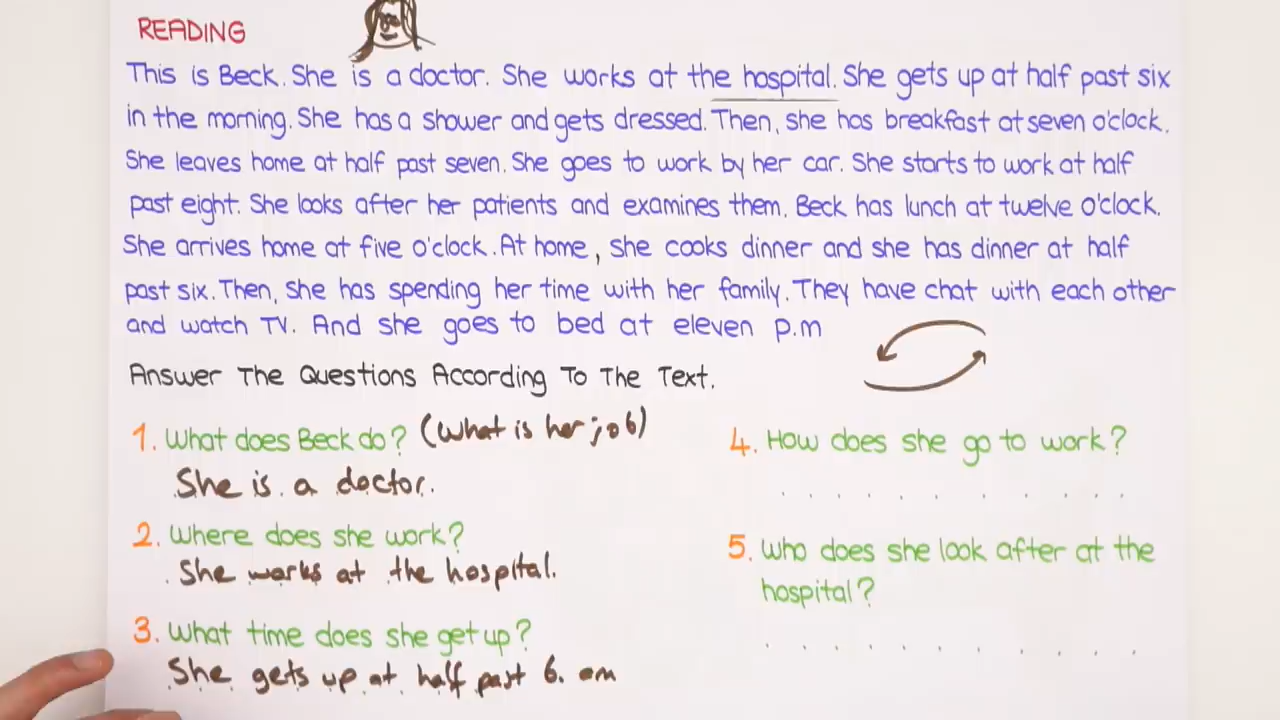 READING
This is Beck. She is a doctor. She works at the hospital. She gets up at half past six
in the morning. She has a shower and gets dressed. Then, she has breakfast at seven o'clock.
She leaves home at half past seven. She goes to work by her car. She starts to work at half
past eight. She looks after her patients and examines them. Beck has lunch at twelve o'clock.
She arrives home at five o'clock. At home, she cooks dinner and she has dinner at half
past six. Then, she has spending her time with her family. They have chat with each other
and watch TV. And she goes to bed at eleven p.m
Answer The Questions According To The Text.
1. What does Beck do? (What is her job)
She is a doctor.
2. Where does she work?
She works at the hospital.
3. What time does she get up?
She gets up at half past 6. am
4. How does she go to work?
. . . . . . . . . .
5. Who does she look after at the
hospital?
. . . . . . . . . .